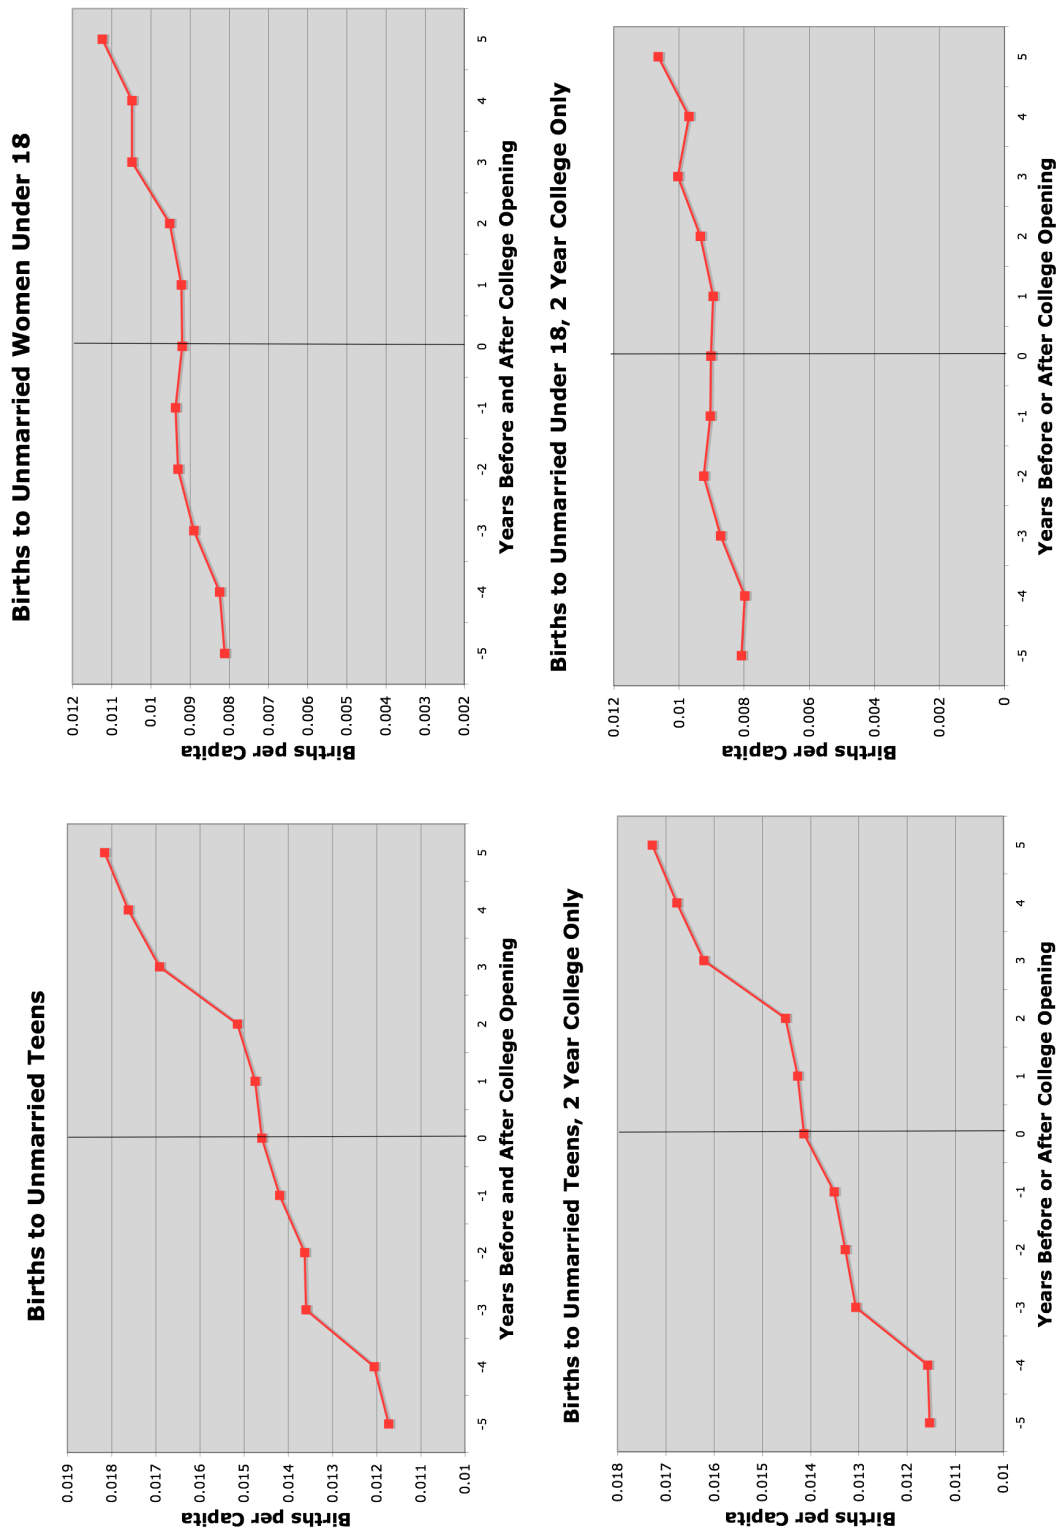 Births to Unmarried Teens
Births per Capita
0.019
0.018
0.017
0.016
0.015
0.014
0.013
0.012
0.011
0.01
-5 -4 -3 -2 -1 0 1 2 3 4 5
Years Before and After College Opening
Births to Unmarried Women Under 18
Births per Capita
0.012
0.011
0.01
0.009
0.008
0.007
0.006
0.005
0.004
0.003
0.002
-5 -4 -3 -2 -1 0 1 2 3 4 5
Years Before and After College Opening
Births to Unmarried Teens, 2 Year College Only
Births per Capita
0.018
0.017
0.016
0.015
0.014
0.013
0.012
0.011
0.01
-5 -4 -3 -2 -1 0 1 2 3 4 5
Years Before or After College Opening
Births to Unmarried Under 18, 2 Year College Only
Births per Capita
0.012
0.01
0.008
0.006
0.004
0.002
0
-5 -4 -3 -2 -1 0 1 2 3 4 5
Years Before or After College Opening